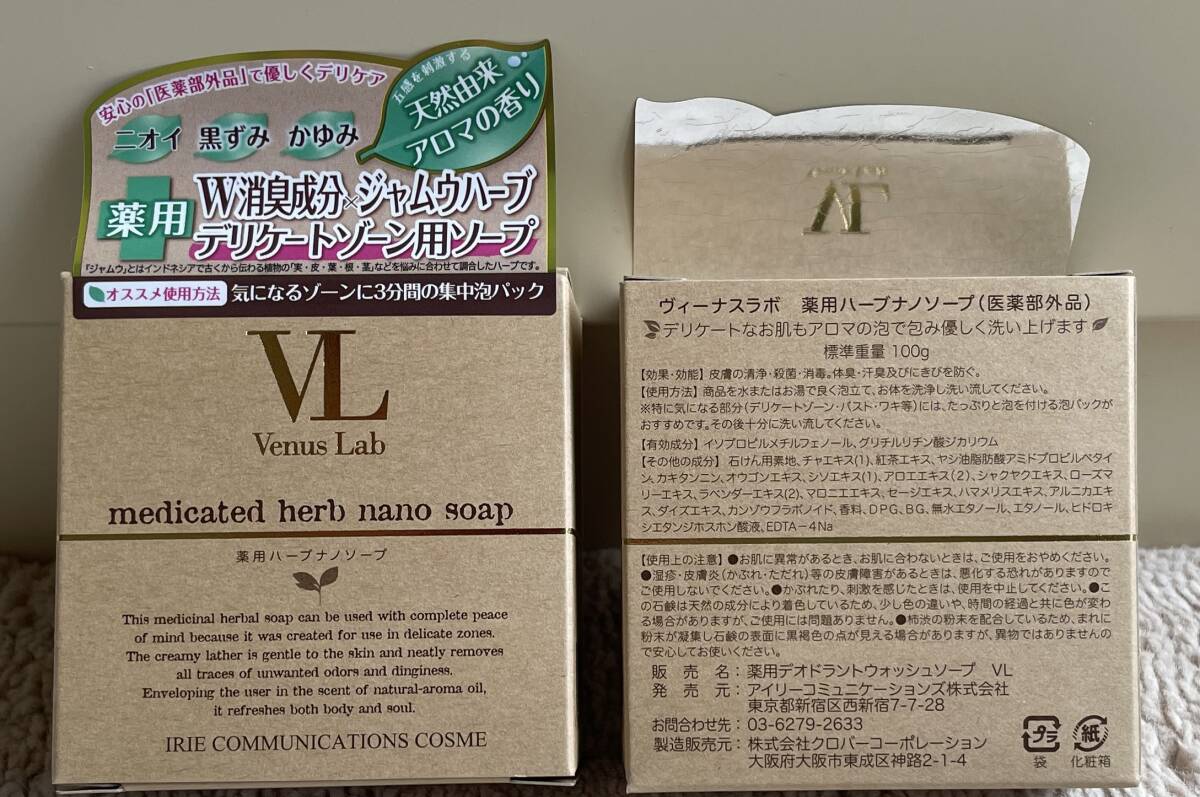 安心の「医薬部外品」で優しくデリケア
ニオイ 黒ずみ かゆみ
五感を刺激する
天然由来
アロマの香り
薬用
W消臭成分×ジャムウハーブ
デリケートゾーン用ソープ
「ジャムウ」とはインドネシアで古くから伝わる植物の「実・皮・葉・根・茎」などを悩みに合わせて調合したハーブです。
オススメ使用方法 気になるゾーンに3分間の集中泡パック
VL
Venus Lab
medicated herb nano soap
薬用ハーブナノソープ
This medicinal herbal soap can be used with complete peace
of mind because it was created for use in delicate zones.
The creamy lather is gentle to the skin and neatly removes
all traces of unwanted odors and dinginess.
Enveloping the user in the scent of natural-aroma oil,
it refreshes both body and soul.
IRIE COMMUNICATIONS COSME
VL
ヴィーナスラボ 薬用ハーブナノソープ(医薬部外品)
デリケートなお肌もアロマの泡で包み優しく洗い上げます
標準重量 100g
【効果・効能】皮膚の清浄・殺菌・消毒。体臭・汗臭及びにきびを防ぐ。
【使用方法】商品を水またはお湯で良く泡立て、お体を洗浄し洗い流してください。
※特に気になる部分(デリケートゾーン・バスト・ワキ等)には、たっぷりと泡を付ける泡パックが
おすすめです。その後十分に洗い流してください。
【有効成分】イソプロピルメチルフェノール、グリチルリチン酸ジカリウム
【その他の成分】石けん用素地、チャエキス(1)、紅茶エキス、ヤシ油脂肪酸アミドプロピルベタイ
ン、カキタンニン、オウゴンエキス、シソエキス(1)、アロエエキス(2)、シャクヤクエキス、ローズマ
リーエキス、ラベンダーエキス(2)、マロニエエキス、セージエキス、ハマメリスエキス、アルニカエキ
ス、ダイズエキス、カンゾウフラボノイド、香料、DPG、BG、無水エタノール、エタノール、ヒドロキ
シエタンジホスホン酸液、EDTA－4Na
【使用上の注意】●お肌に異常があるとき、お肌に合わないときは、ご使用をおやめください。
●湿疹・皮膚炎(かぶれ・ただれ)等の皮膚障害があるときは、悪化する恐れがありますので
ご使用しないでください。●かぶれたり、刺激を感じたときは、使用を中止してください。●こ
の石鹸は天然の成分により着色しているため、少し色の違いや、時間の経過と共に色が変わ
る場合がありますが、ご使用には問題ありません。●柿渋の粉末を配合しているため、まれに
粉末が凝集し石鹸の表面に黒褐色の点が見える場合がありますが、異物ではありませんの
で安心してお使いください。
販売名：薬用デオドラントウォッシュソープ VL
発売元：アイリーコミュニケーションズ株式会社
東京都新宿区西新宿7-7-28
お問合わせ先：03-6279-2633
製造販売元：株式会社クロバーコーポレーション
大阪府大阪市東成区神路2-1-4
プラ
袋
紙
化粧箱